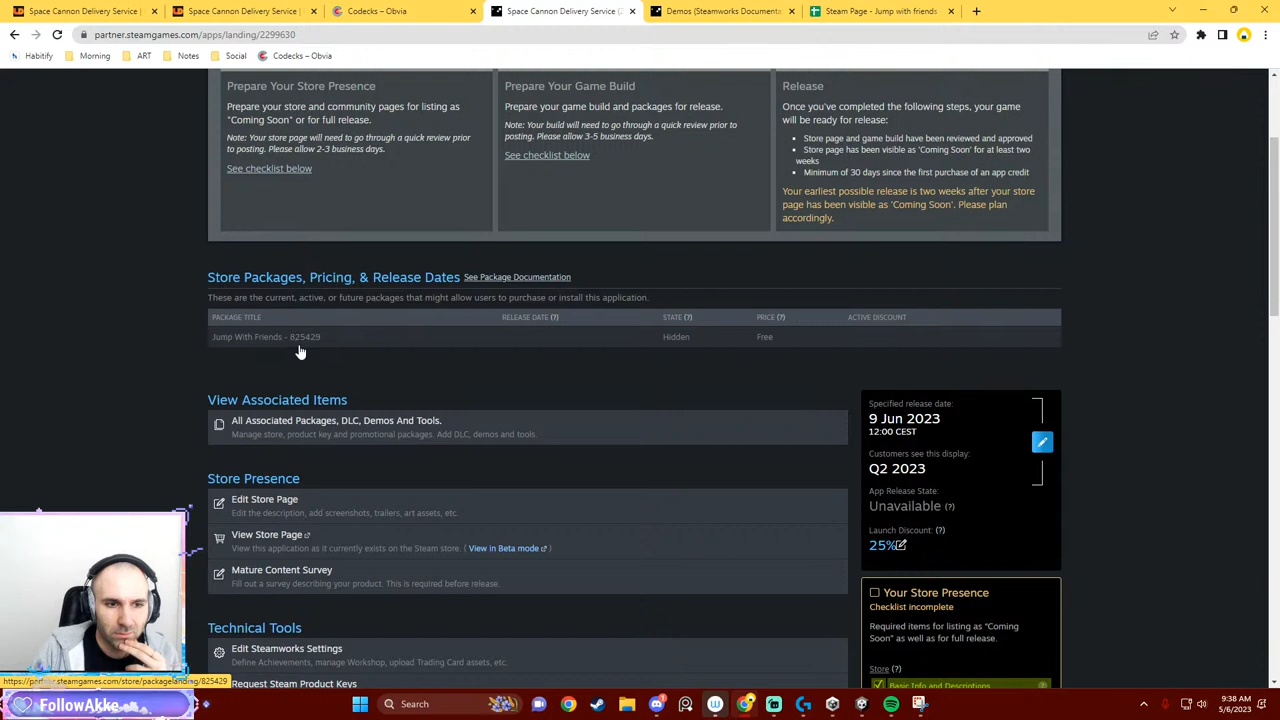 Space Cannon Delivery Service
Space Cannon Delivery Service |
Codecks – Obvia
Space Cannon Delivery Service (
Demos (Steamworks Documenta
Steam Page - Jump with friends
partner.steamgames.com/apps/landing/2299630
Habitify
Morning
ART
Notes
Social
Codecks – Obvia
Prepare Your Store Presence
Prepare your store and community pages for listing as
"Coming Soon" or for full release.
Note: Your store page will need to go through a quick review prior
to posting. Please allow 2-3 business days.
See checklist below
Prepare Your Game Build
Prepare your game build and packages for release.
Note: Your build will need to go through a quick review prior to
posting. Please allow 3-5 business days.
See checklist below
Release
Once you've completed the following steps, your game
will be ready for release:
• Store page and game build have been reviewed and approved
• Store page has been visible as 'Coming Soon' for at least two
weeks
• Minimum of 30 days since the first purchase of an app credit
Your earliest possible release is two weeks after your store
page has been visible as 'Coming Soon'. Please plan
accordingly.
Store Packages, Pricing, & Release Dates See Package Documentation
These are the current, active, or future packages that might allow users to purchase or install this application.
PACKAGE TITLE RELEASE DATE (?) STATE (?) PRICE (?) ACTIVE DISCOUNT
Jump With Friends - 825429 Hidden Free
View Associated Items
All Associated Packages, DLC, Demos And Tools.
Manage store, product key and promotional packages. Add DLC, demos and tools.
Store Presence
Edit Store Page
Edit the description, add screenshots, trailers, art assets, etc.
View Store Page
View this application as it currently exists on the Steam store. ( View in Beta mode )
Mature Content Survey
Fill out a survey describing your product. This is required before release.
Technical Tools
Edit Steamworks Settings
Define Achievements, manage Workshop, upload Trading Card assets, etc.
Request Steam Product Keys
Specified release date:
9 Jun 2023
12:00 CEST
Customers see this display:
Q2 2023
App Release State:
Unavailable (?)
Launch Discount: (?)
25%
Your Store Presence
Checklist incomplete
Required items for listing as "Coming
Soon" as well as for full release.
Store (?)
Basic Info and Descriptions
https://partner.steamgames.com/store/packagelanding/825429
FollowAkke
Search
9:38 AM
5/6/2023